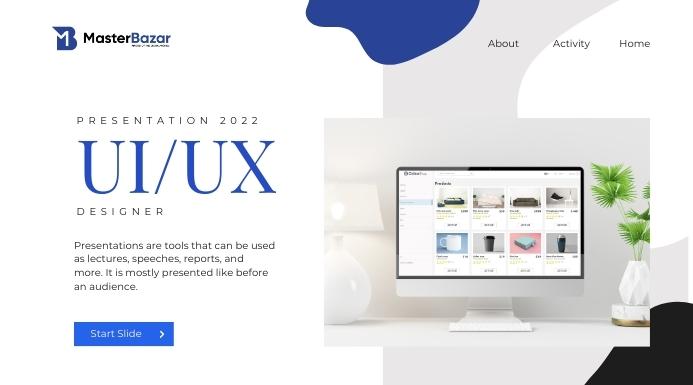 MasterBazar
About
Activity
Home
PRESENTATION 2022
UI/UX
DESIGNER
Presentations are tools that can be used
as lectures, speeches, reports, and
more. It is mostly presented like before
an audience.
Start Slide
Products